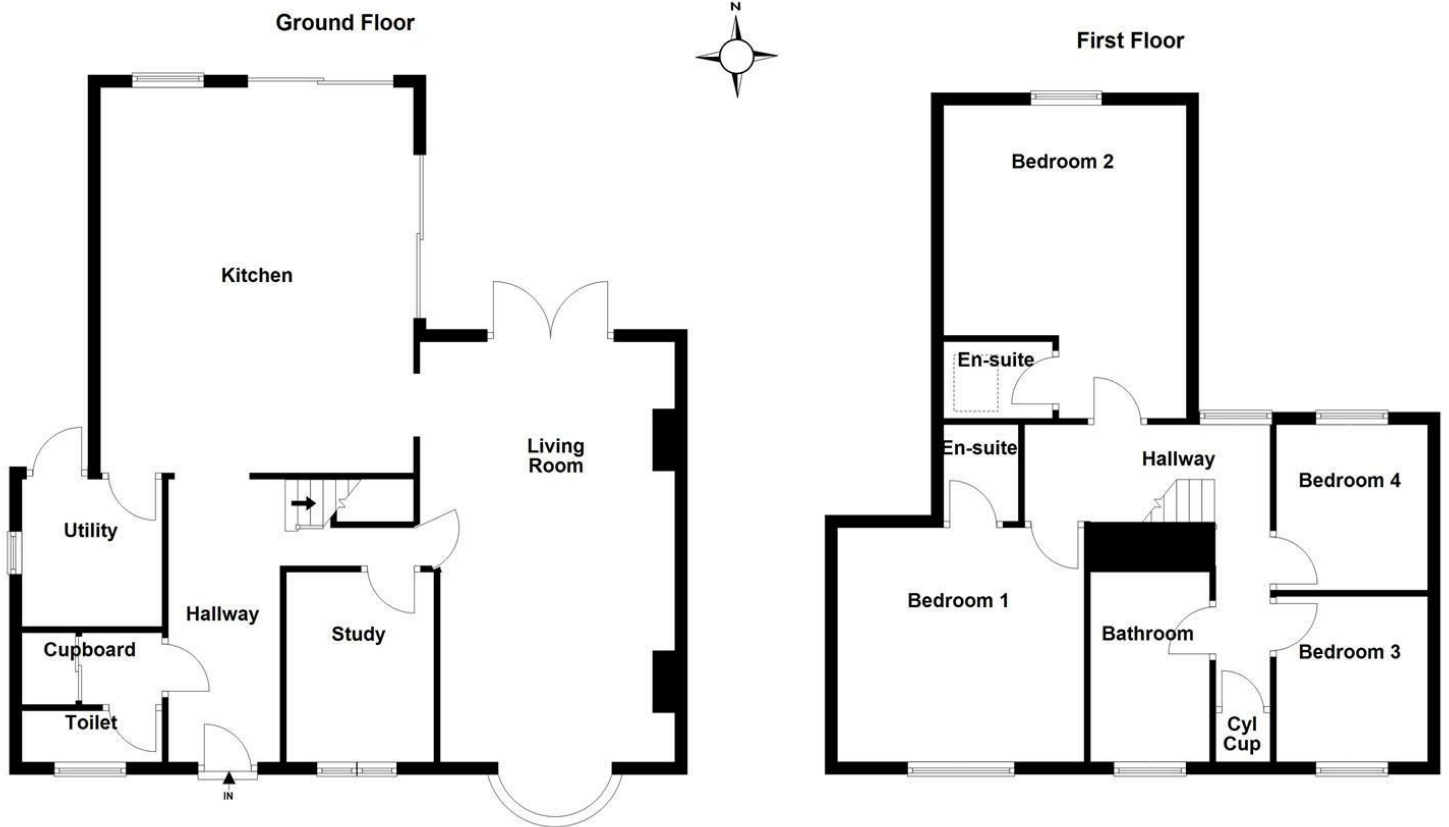 Ground Floor
N
First Floor
Kitchen
Living
Room
Utility
Hallway
Study
Cupboard
Toilet
IN
Bedroom 2
En-suite
En-suite
Hallway
Bedroom 4
Bedroom 1
Bathroom
Bedroom 3
Cyl
Cup